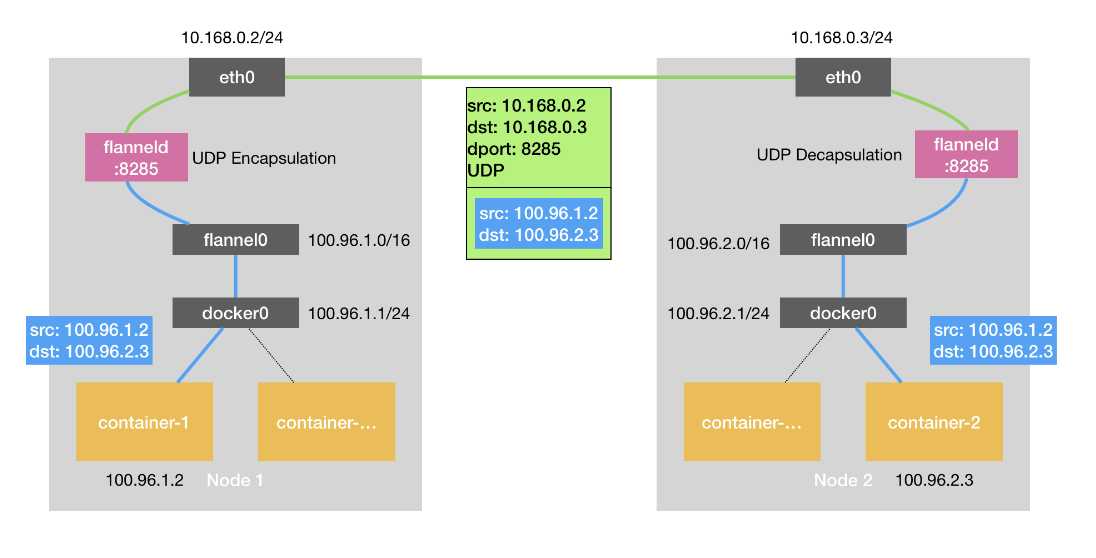 10.168.0.2/24
10.168.0.3/24
eth0
eth0
src: 10.168.0.2
dst: 10.168.0.3
dport: 8285
UDP
flanneld
:8285
UDP Encapsulation
UDP Decapsulation
flanneld
:8285
src: 100.96.1.2
dst: 100.96.2.3
flannel0
100.96.1.0/16
100.96.2.0/16
flannel0
docker0
100.96.1.1/24
100.96.2.1/24
docker0
src: 100.96.1.2
dst: 100.96.2.3
src: 100.96.1.2
dst: 100.96.2.3
container-1
container-...
container-...
container-2
100.96.1.2
Node 1
Node 2
100.96.2.3